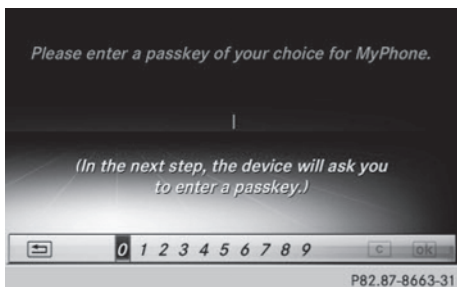 Please enter a passkey of your choice for MyPhone.
(In the next step, the device will ask you
to enter a passkey.)
0 1 2 3 4 5 6 7 8 9 c ok
P82.87-8663-31